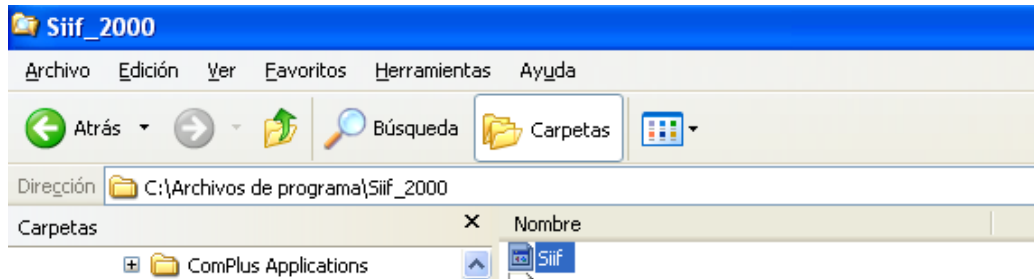 Siif_2000
Archivo Edición Ver Favoritos Herramientas Ayuda
Atrás Búsqueda Carpetas
Dirección C:\Archivos de programa\Siif_2000
Carpetas X Nombre
ComPlus Applications Siif